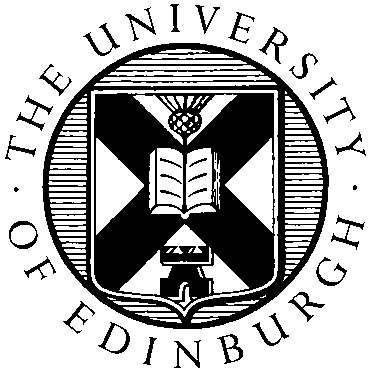 · THE UNIVERSITY ·
OF EDINBURGH